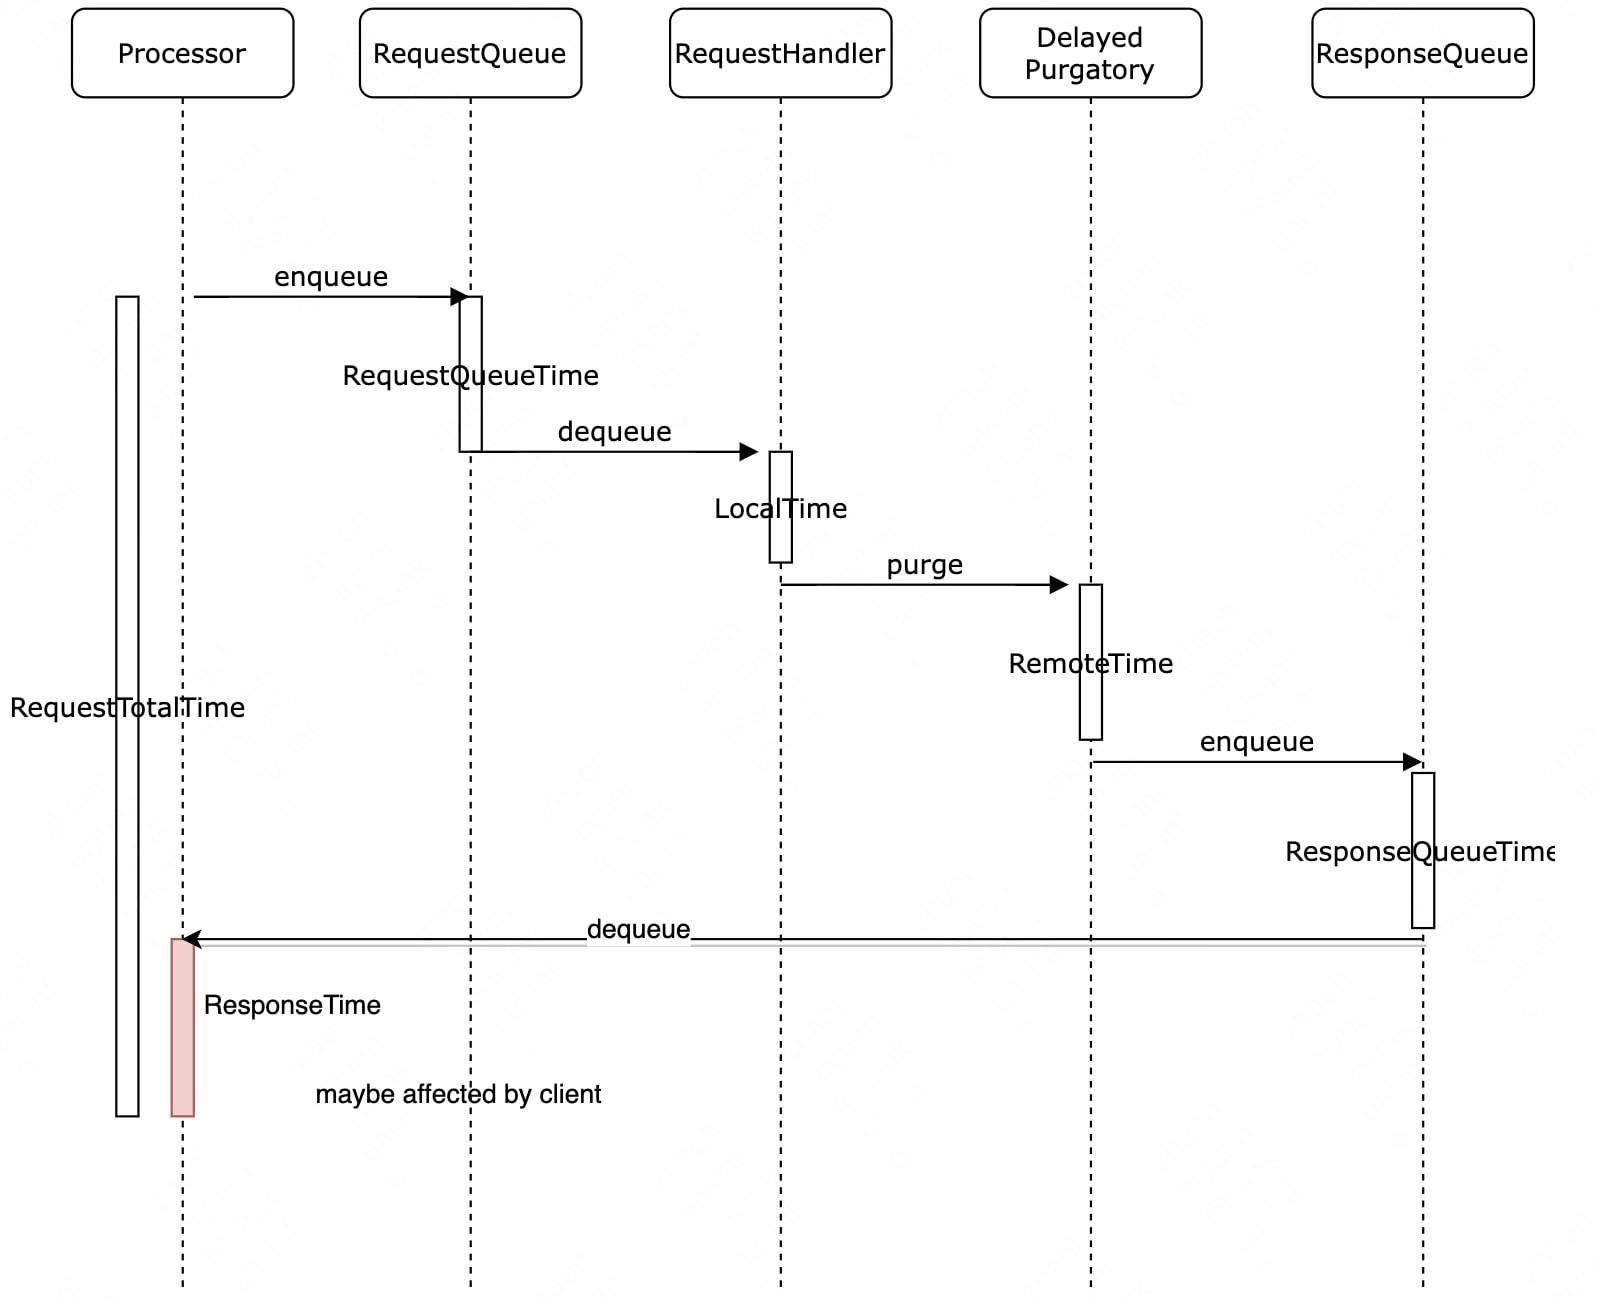 Processor
RequestQueue
RequestHandler
Delayed
Purgatory
ResponseQueue
enqueue
RequestQueueTime
dequeue
LocalTime
purge
RemoteTime
RequestTotalTime
enqueue
ResponseQueueTime
dequeue
ResponseTime
maybe affected by client